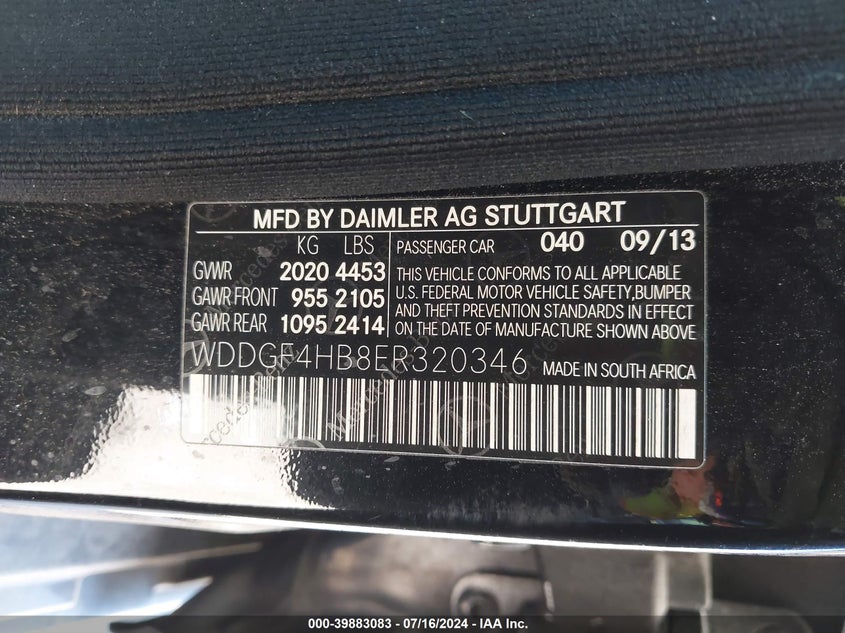 MFD BY DAIMLER AG STUTTGART
KG LBS PASSENGER CAR 040 09/13
GVWR 2020 4453 THIS VEHICLE CONFORMS TO ALL APPLICABLE
GAWR FRONT 955 2105 U.S. FEDERAL MOTOR VEHICLE SAFETY,BUMPER
AND THEFT PREVENTION STANDARDS IN EFFECT
GAWR REAR 1095 2414 ON THE DATE OF MANUFACTURE SHOWN ABOVE
WDDGF4HB8ER320346 MADE IN SOUTH AFRICA
000-39883083 - 07/16/2024 - IAA Inc.